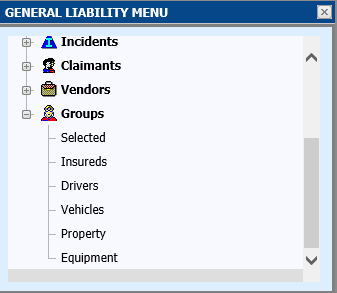 GENERAL LIABILITY MENU
Incidents
Claimants
Vendors
Groups
Selected
Insureds
Drivers
Vehicles
Property
Equipment